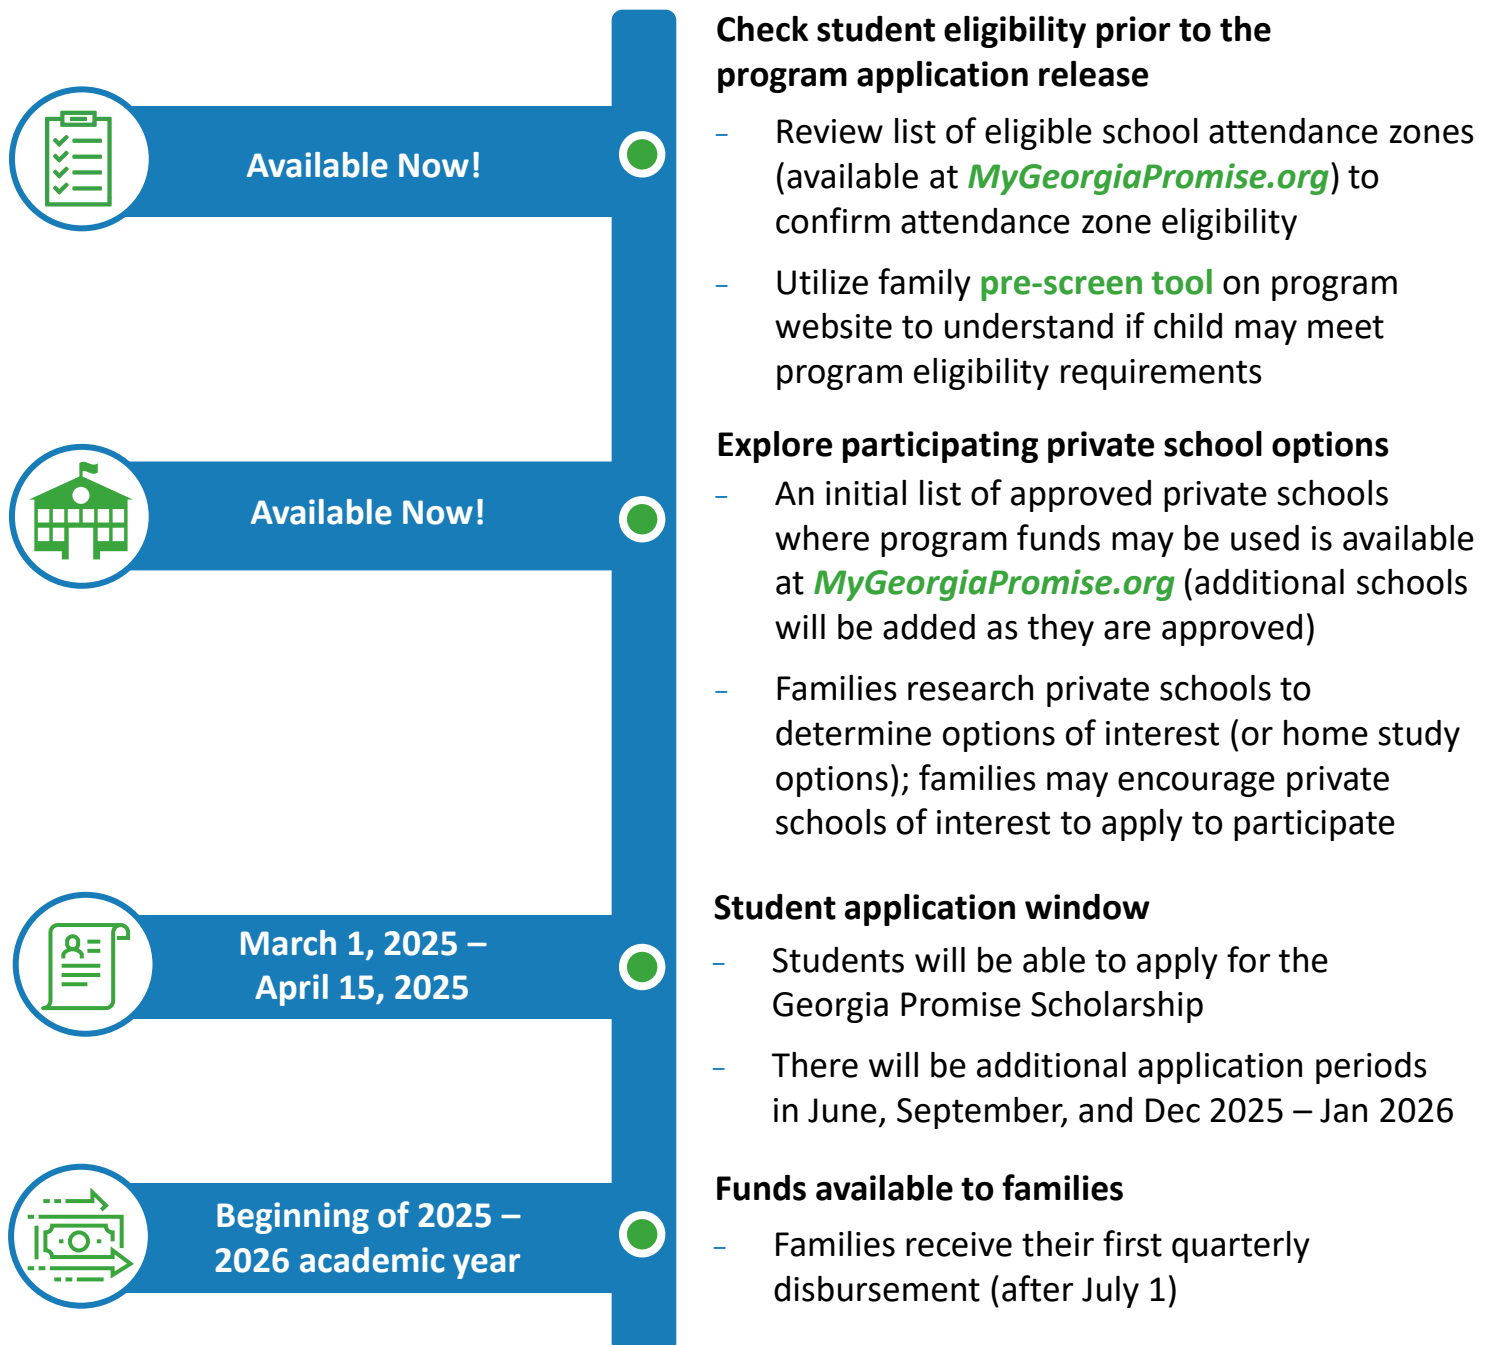 Check student eligibility prior to the
program application release
Available Now!
– Review list of eligible school attendance zones
(available at MyGeorgiaPromise.org) to
confirm attendance zone eligibility
– Utilize family pre-screen tool on program
website to understand if child may meet
program eligibility requirements
Explore participating private school options
Available Now!
– An initial list of approved private schools
where program funds may be used is available
at MyGeorgiaPromise.org (additional schools
will be added as they are approved)
– Families research private schools to
determine options of interest (or home study
options); families may encourage private
schools of interest to apply to participate
Student application window
March 1, 2025 –
April 15, 2025
– Students will be able to apply for the
Georgia Promise Scholarship
– There will be additional application periods
in June, September, and Dec 2025 – Jan 2026
Funds available to families
Beginning of 2025 –
2026 academic year
– Families receive their first quarterly
disbursement (after July 1)